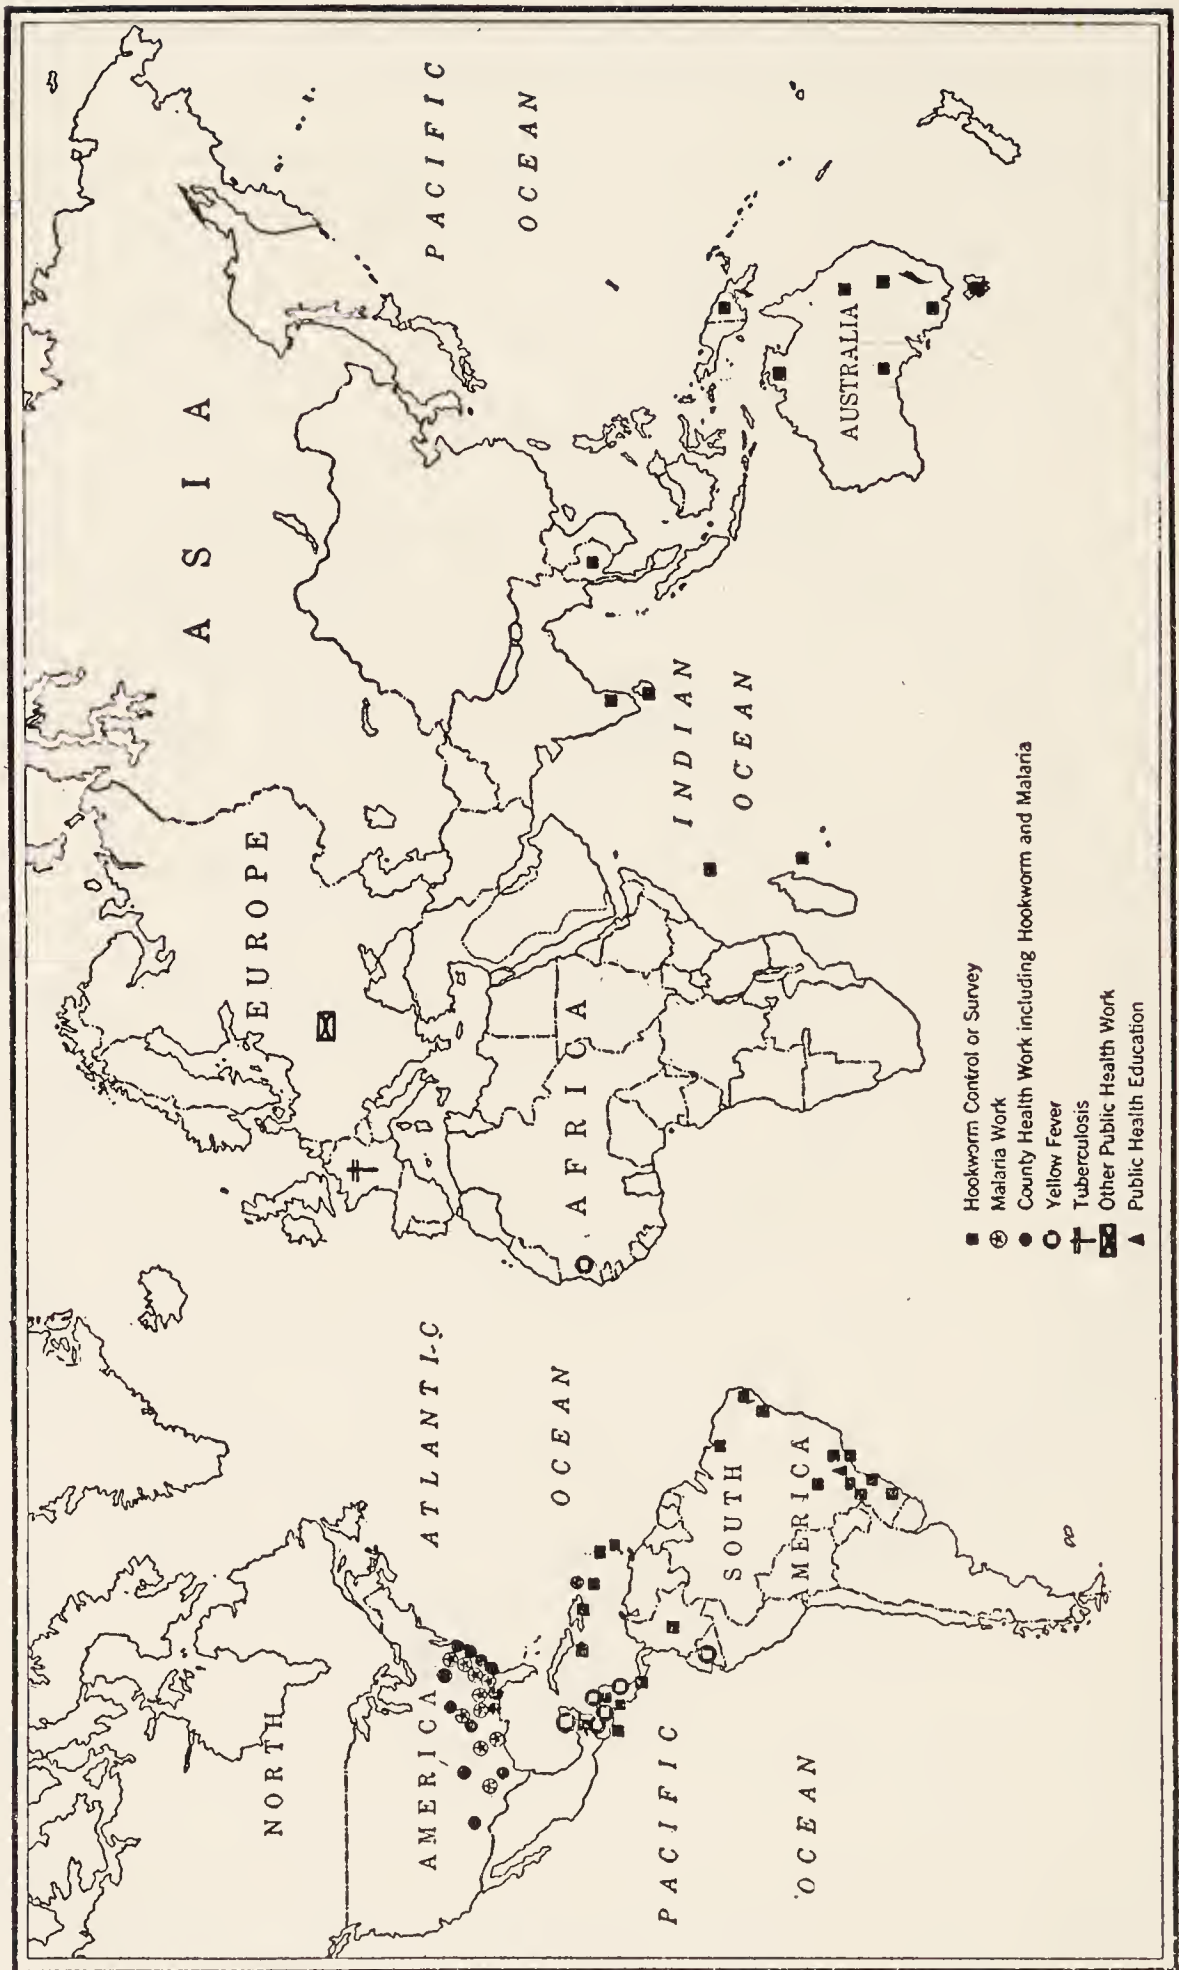 NORTH
AMERICA
ATLANTIC
OCEAN
PACIFIC
OCEAN
SOUTH
AMERICA
EUROPE
ASIA
AFRICA
INDIAN
OCEAN
AUSTRALIA
PACIFIC
OCEAN
Hookworm Control or Survey
Malaria Work
County Health Work including Hookworm and Malaria
Yellow Fever
Tuberculosis
Other Public Health Work
Public Health Education